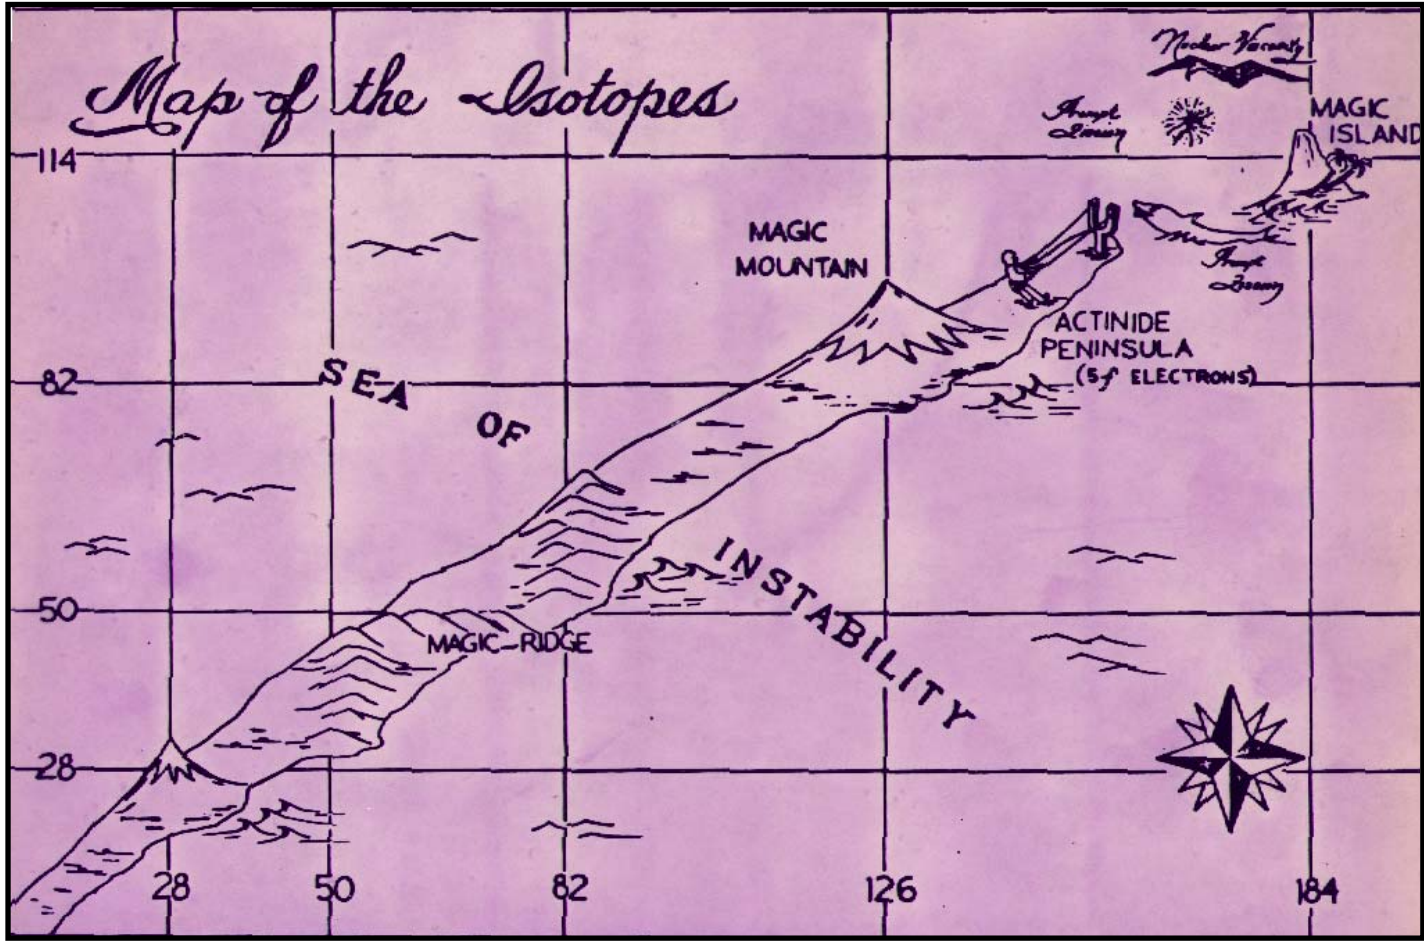 Map of the Isotopes
MAGIC
ISLAND
114
MAGIC
MOUNTAIN
ACTINIDE
PENINSULA
(5f ELECTRONS)
82
SEA OF
INSTABILITY
50
MAGIC-RIDGE
28
28 50 82 126 184